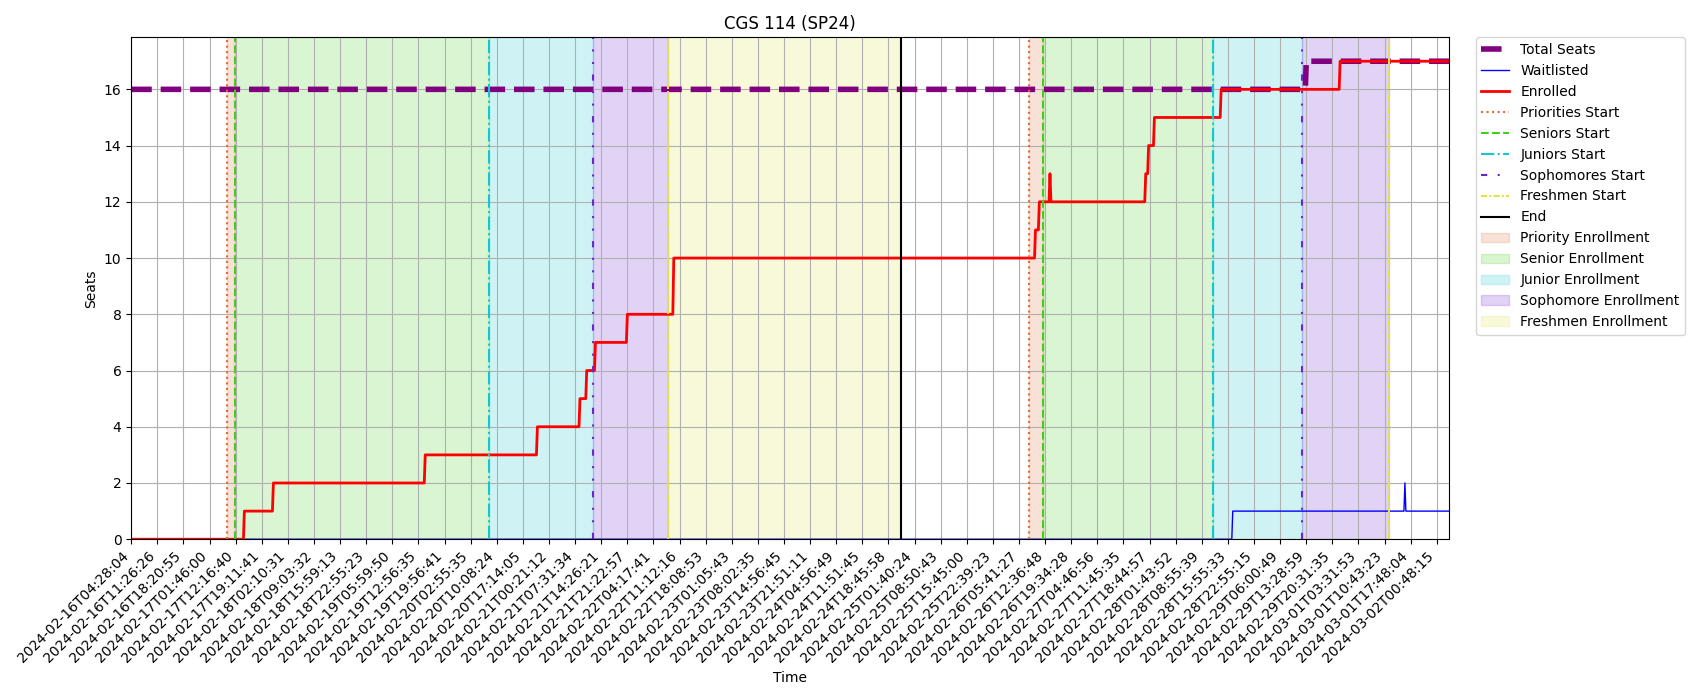 CGS 114 (SP24)
Seats
16
14
12
10
8
6
4
2
0
2024-02-16T04:28:04
2024-02-16T11:26:26
2024-02-16T18:20:55
2024-02-17T01:46:00
2024-02-17T12:16:40
2024-02-17T19:11:41
2024-02-18T02:10:31
2024-02-18T09:03:32
2024-02-18T15:59:13
2024-02-18T22:55:23
2024-02-19T05:59:50
2024-02-19T12:56:35
2024-02-19T19:56:41
2024-02-20T02:55:35
2024-02-20T10:08:24
2024-02-20T17:14:05
2024-02-21T00:21:12
2024-02-21T07:31:34
2024-02-21T14:26:21
2024-02-21T21:22:57
2024-02-22T04:17:41
2024-02-22T11:12:16
2024-02-22T18:08:53
2024-02-23T01:05:43
2024-02-23T08:02:35
2024-02-23T14:56:45
2024-02-23T21:51:11
2024-02-24T04:56:49
2024-02-24T11:51:45
2024-02-24T18:45:58
2024-02-25T01:40:24
2024-02-25T08:50:43
2024-02-25T15:45:00
2024-02-25T22:39:23
2024-02-26T05:41:27
2024-02-26T12:36:48
2024-02-26T19:34:28
2024-02-27T04:46:56
2024-02-27T11:45:35
2024-02-27T18:44:57
2024-02-28T01:43:52
2024-02-28T08:55:39
2024-02-28T15:55:33
2024-02-28T22:55:15
2024-02-29T06:00:49
2024-02-29T13:28:59
2024-02-29T20:31:35
2024-03-01T03:31:53
2024-03-01T10:43:23
2024-03-01T17:48:04
2024-03-02T00:48:15
Time
Total Seats
Waitlisted
Enrolled
Priorities Start
Seniors Start
Juniors Start
Sophomores Start
Freshmen Start
End
Priority Enrollment
Senior Enrollment
Junior Enrollment
Sophomore Enrollment
Freshmen Enrollment